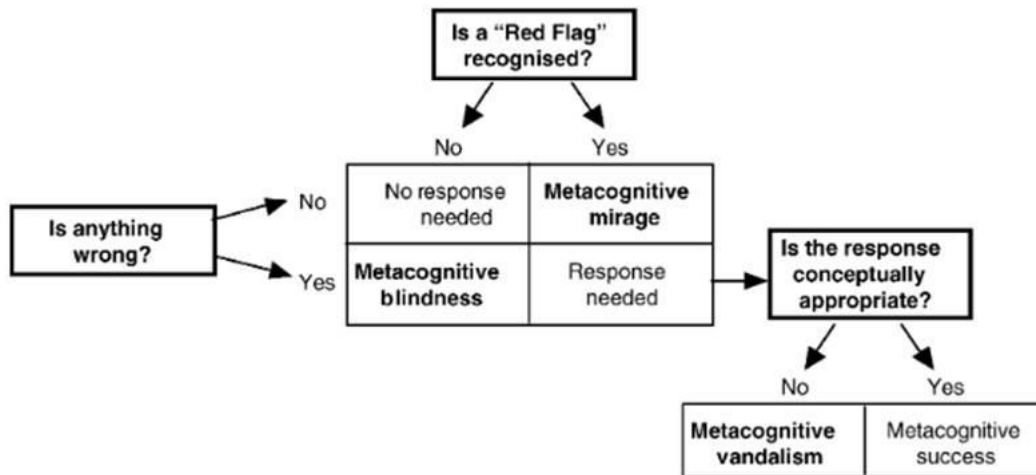 Is a “Red Flag”
recognised?
No
Yes
No
No response
needed
Metacognitive
mirage
Is anything
wrong?
Yes
Metacognitive
blindness
Response
needed
Is the response
conceptually
appropriate?
No
Yes
Metacognitive
vandalism
Metacognitive
success